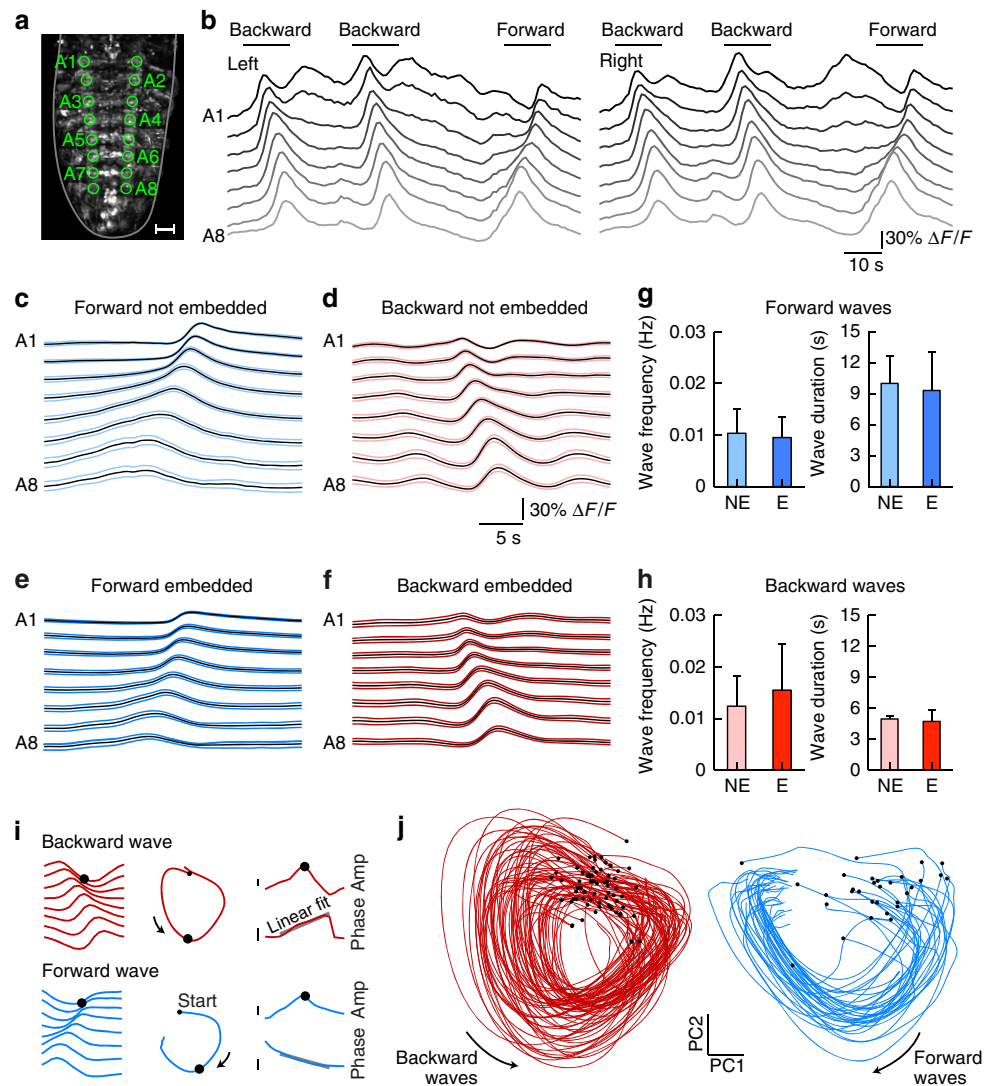 a
A1
A2
A3
A4
A5
A6
A7
A8
b
Backward Backward Forward
Left
A1
A8
Backward Backward Forward
Right
30% ΔF/F
10 s
c
Forward not embedded
A1
A8
d
Backward not embedded
A1
A8
30% ΔF/F
5 s
e
Forward embedded
A1
A8
f
Backward embedded
A1
A8
g
Forward waves
Wave frequency (Hz)
0.03
0.02
0.01
0
NE E
Wave duration (s)
15
12
9
6
3
0
NE E
h
Backward waves
Wave frequency (Hz)
0.03
0.02
0.01
0
NE E
Wave duration (s)
15
12
9
6
3
0
NE E
i
Backward wave
Linear fit
Phase Amp
Forward wave
Start
Phase Amp
j
Backward
waves
PC2
PC1
Forward
waves